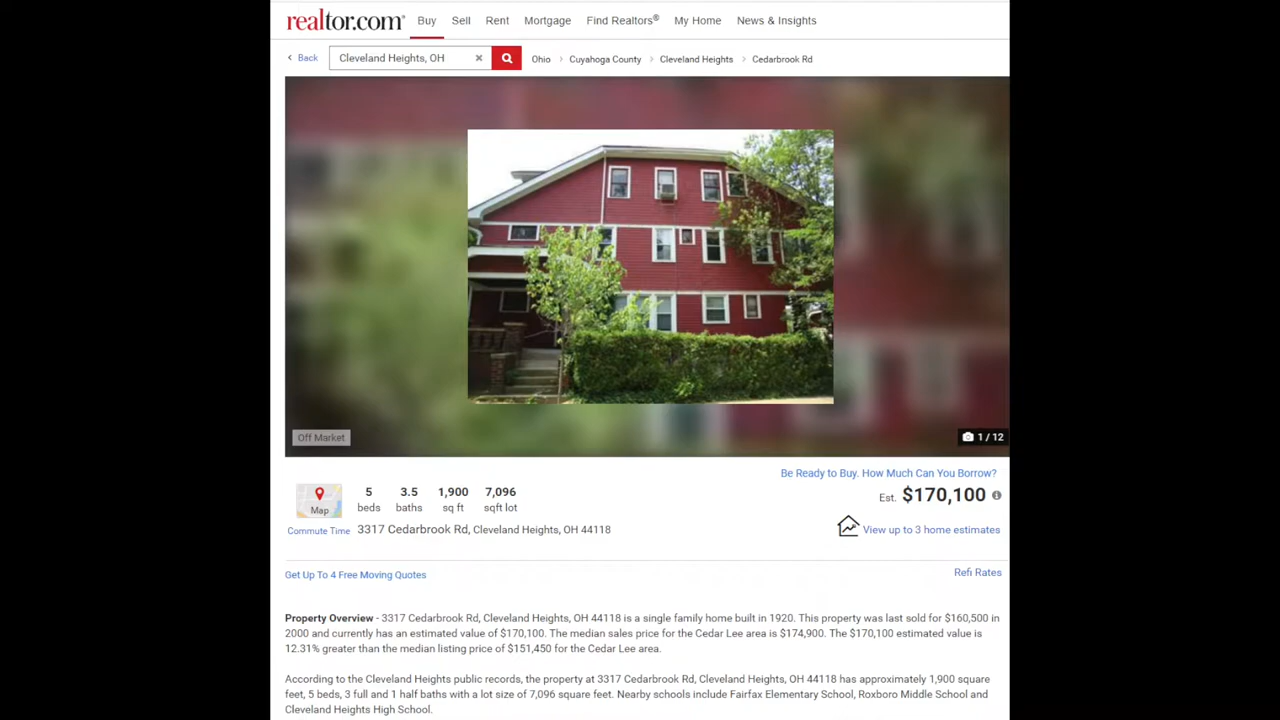 realtor.com®
Buy Sell Rent Mortgage Find Realtors® My Home News & Insights
Back Cleveland Heights, OH × Ohio > Cuyahoga County > Cleveland Heights > Cedarbrook Rd
Off Market
1 / 12
Be Ready to Buy. How Much Can You Borrow?
Est. $170,100
View up to 3 home estimates
Map
Commute Time
5 3.5 1,900 7,096
beds baths sq ft sqft lot
3317 Cedarbrook Rd, Cleveland Heights, OH 44118
Get Up To 4 Free Moving Quotes
Refi Rates
Property Overview - 3317 Cedarbrook Rd, Cleveland Heights, OH 44118 is a single family home built in 1920. This property was last sold for $160,500 in
2000 and currently has an estimated value of $170,100. The median sales price for the Cedar Lee area is $174,900. The $170,100 estimated value is
12.31% greater than the median listing price of $151,450 for the Cedar Lee area.
According to the Cleveland Heights public records, the property at 3317 Cedarbrook Rd, Cleveland Heights, OH 44118 has approximately 1,900 square
feet, 5 beds, 3 full and 1 half baths with a lot size of 7,096 square feet. Nearby schools include Fairfax Elementary School, Roxboro Middle School and
Cleveland Heights High School.